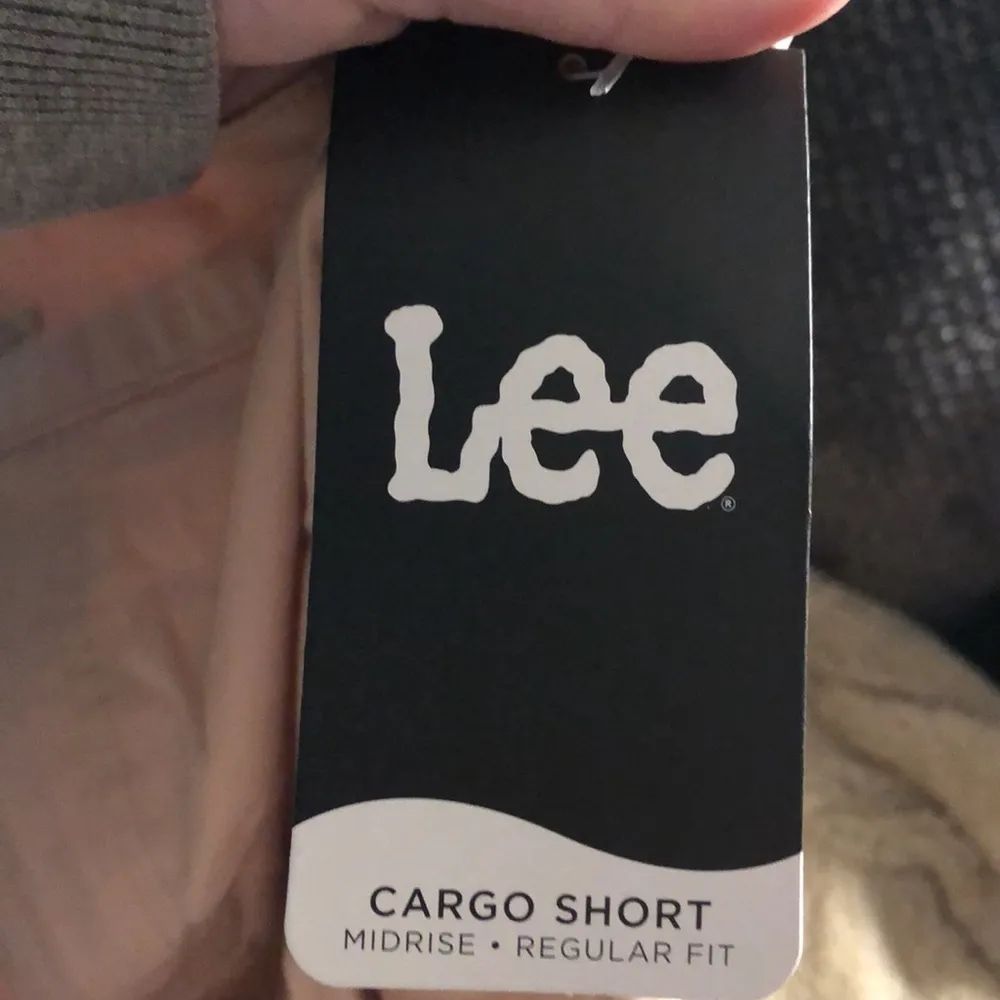 Lee®
CARGO SHORT
MIDRISE • REGULAR FIT